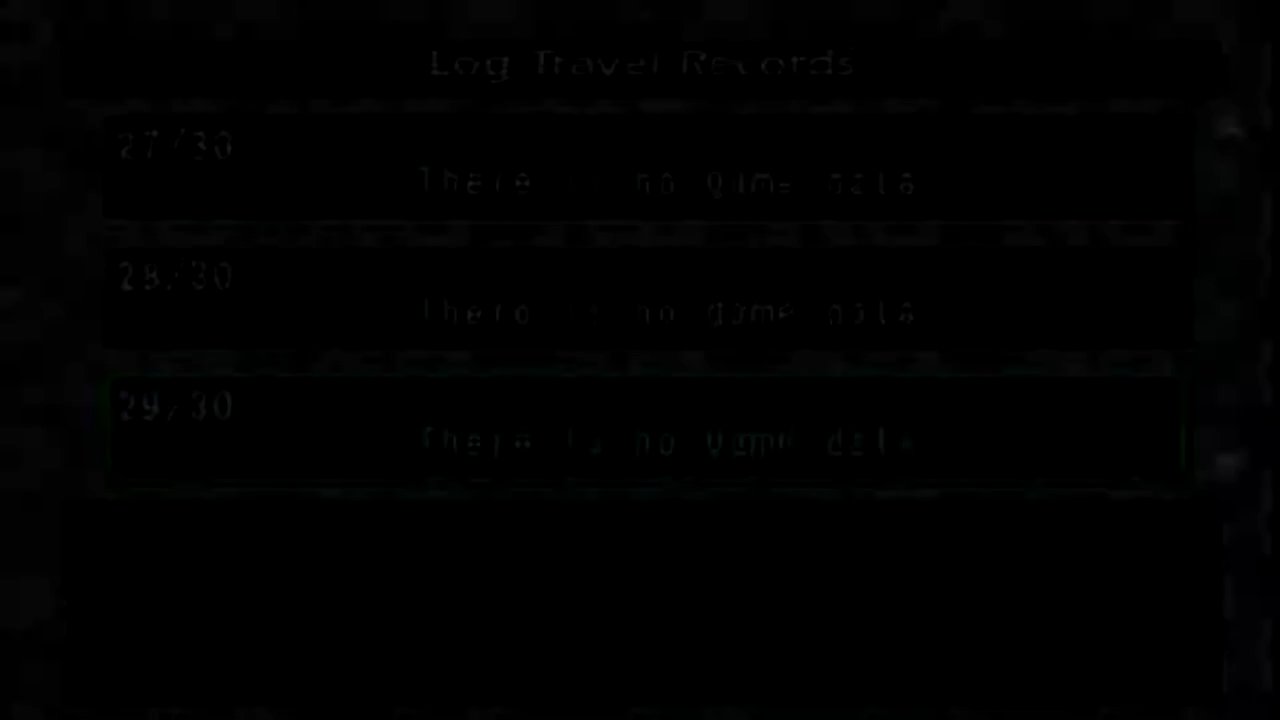 Log Travel Records
27/30
There is no game data
28/30
There is no game data
29/30
There is no game data